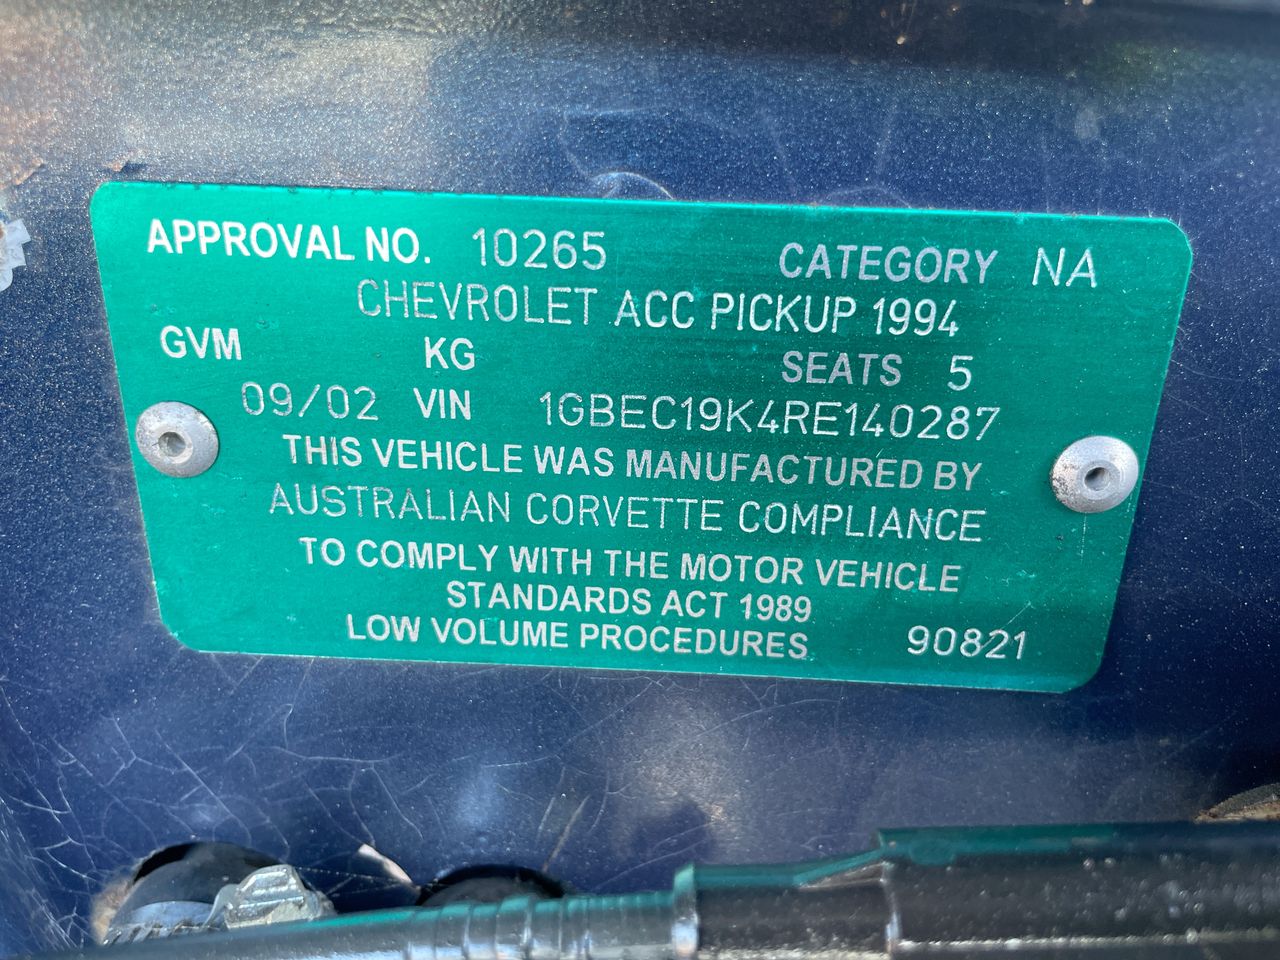 APPROVAL NO. 10265 CATEGORY NA
CHEVROLET ACC PICKUP 1994
GVM KG SEATS 5
09/02 VIN 1GBEC19K4RE140287
THIS VEHICLE WAS MANUFACTURED BY
AUSTRALIAN CORVETTE COMPLIANCE
TO COMPLY WITH THE MOTOR VEHICLE
STANDARDS ACT 1989
LOW VOLUME PROCEDURES 90821